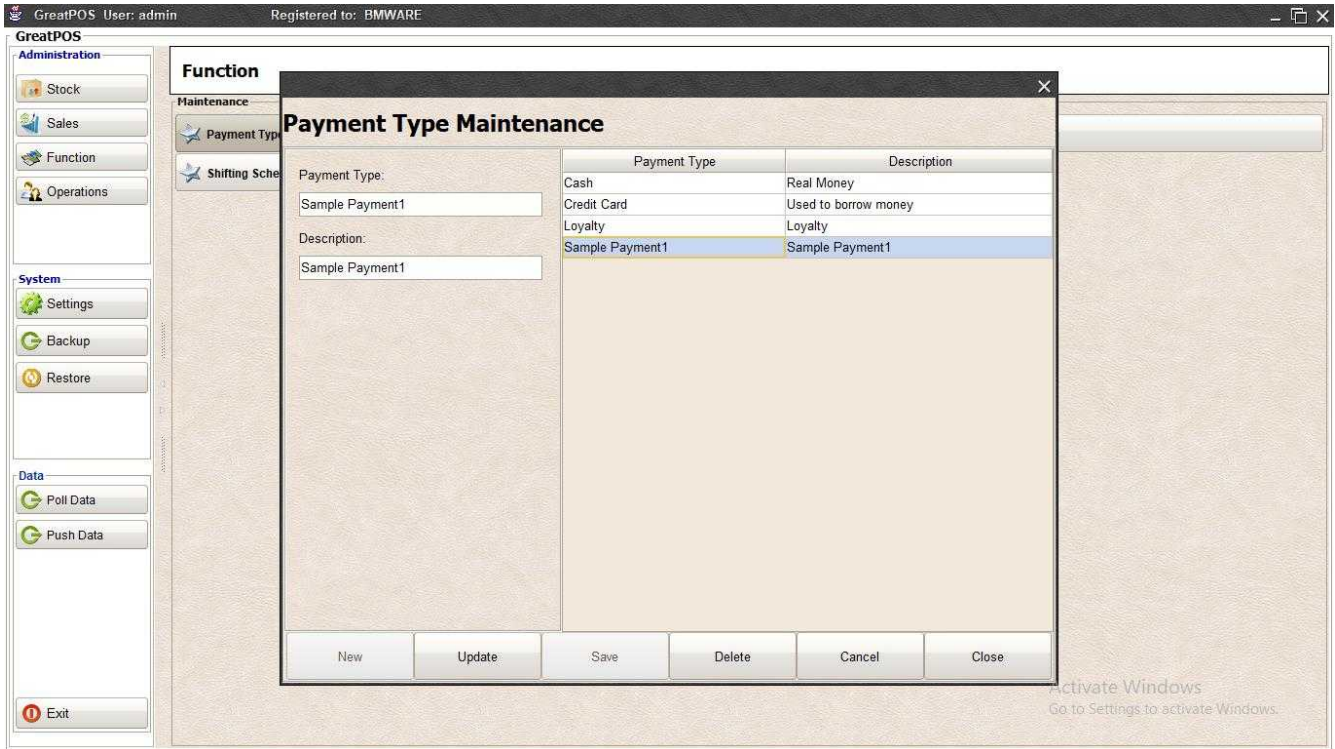 GreatPOS User: admin Registered to: BMWARE
GreatPOS
Administration
Stock
Sales
Function
Operations
System
Settings
Backup
Restore
Data
Poll Data
Push Data
Exit
Function
Maintenance
Payment Type
Shifting Sche
Payment Type Maintenance
Payment Type:
Sample Payment1
Description:
Sample Payment1
Payment Type Description
Cash Real Money
Credit Card Used to borrow money
Loyalty Loyalty
Sample Payment1 Sample Payment1
New Update Save Delete Cancel Close
Activate Windows
Go to Settings to activate Windows.